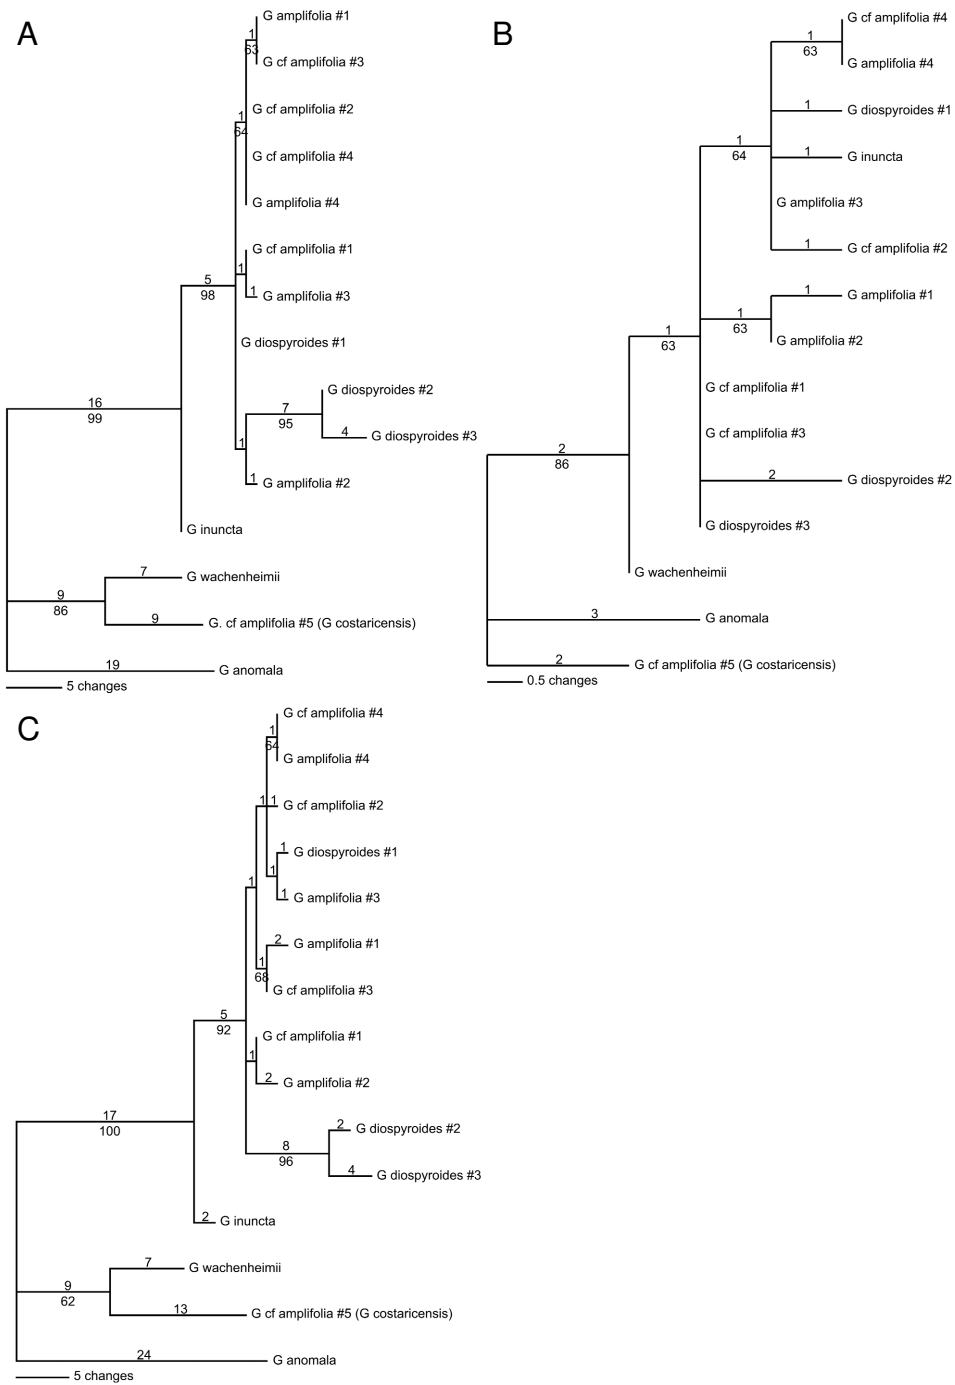 A
G amplifolia #1
1
63
G cf amplifolia #3
G cf amplifolia #2
1
64
G cf amplifolia #4
G amplifolia #4
G cf amplifolia #1
1
1
G amplifolia #3
5
98
G diospyroides #1
G diospyroides #2
7
95
4
G diospyroides #3
1
1
G amplifolia #2
16
99
G inuncta
7
G wachenheimii
9
86
9
G. cf amplifolia #5 (G costaricensis)
19
G anomala
5 changes
B
G cf amplifolia #4
1
63
G amplifolia #4
1
G diospyroides #1
1
64
1
G inuncta
G amplifolia #3
1
G cf amplifolia #2
1
G amplifolia #1
1
63
G amplifolia #2
1
63
G cf amplifolia #1
G cf amplifolia #3
2
G diospyroides #2
G diospyroides #3
2
86
G wachenheimii
3
G anomala
2
G cf amplifolia #5 (G costaricensis)
0.5 changes
C
G cf amplifolia #4
1
64
G amplifolia #4
1
1
G cf amplifolia #2
1
G diospyroides #1
1
1
G amplifolia #3
1
2
G amplifolia #1
1
68
G cf amplifolia #3
5
92
G cf amplifolia #1
1
2
G amplifolia #2
2
G diospyroides #2
8
96
4
G diospyroides #3
17
100
2
G inuncta
7
G wachenheimii
9
62
13
G cf amplifolia #5 (G costaricensis)
24
G anomala
5 changes